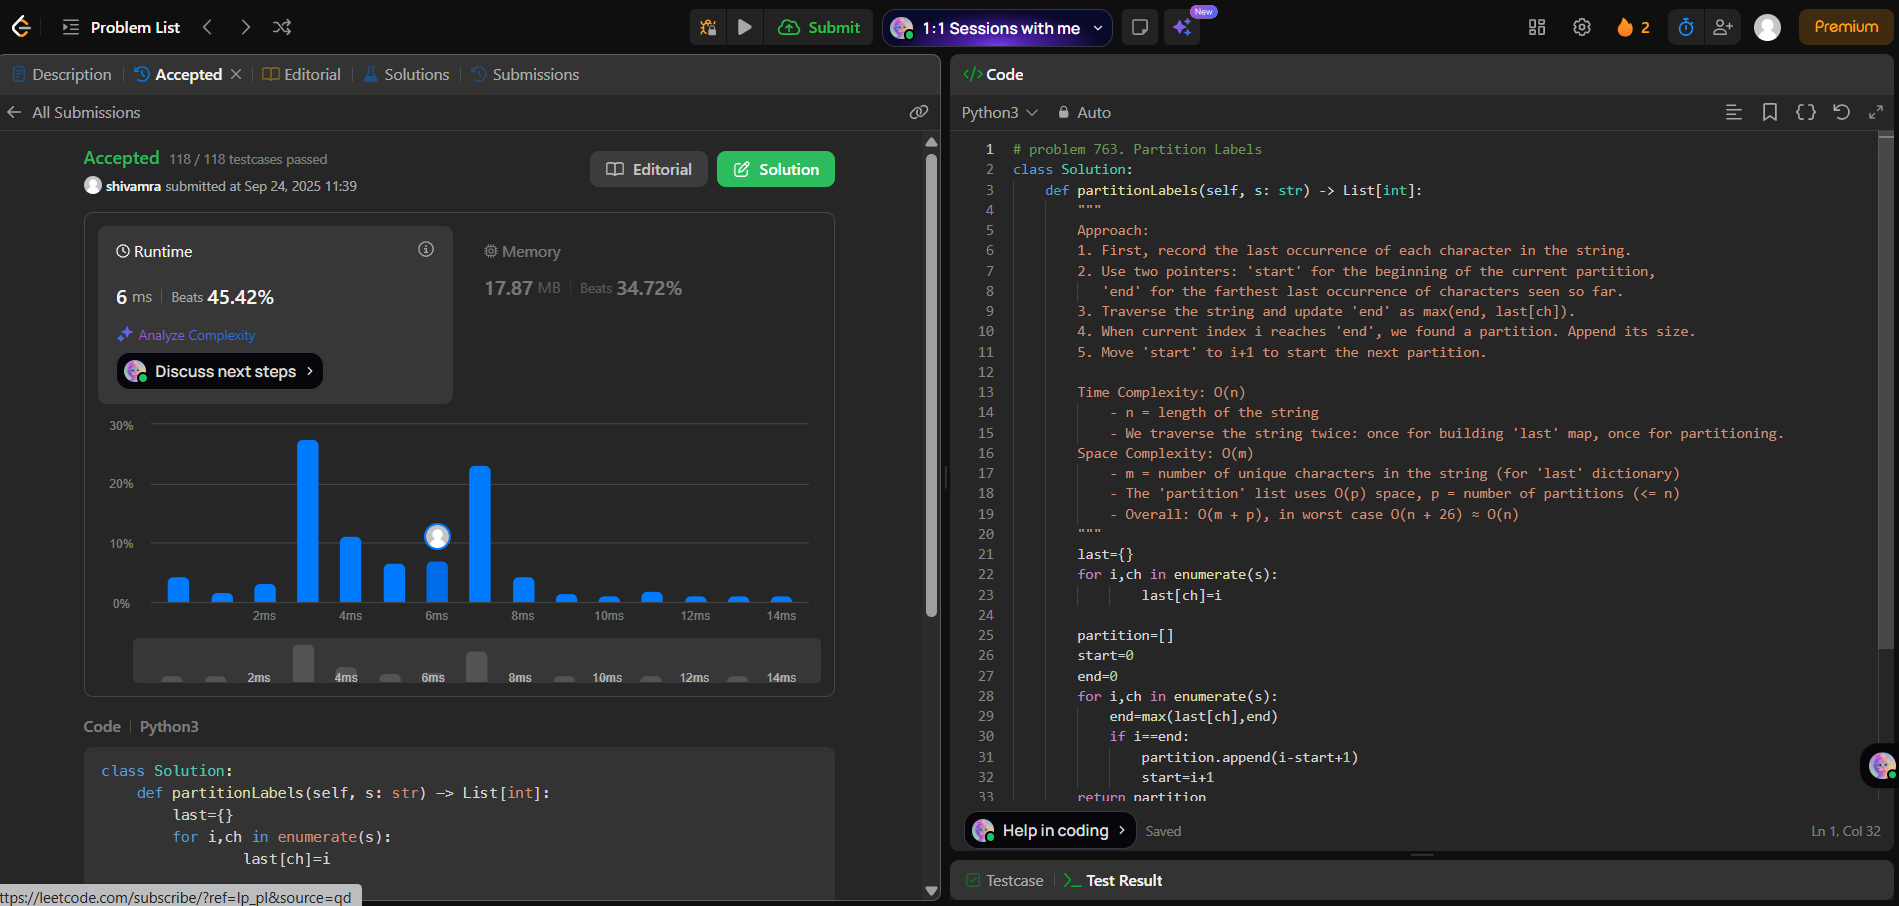 Problem List
Submit
1:1 Sessions with me
New
2
Premium
Description
Accepted
Editorial
Solutions
Submissions
All Submissions
Accepted 118 / 118 testcases passed
shivamra submitted at Sep 24, 2025 11:39
Editorial
Solution
Runtime
6 ms Beats 45.42%
Analyze Complexity
Discuss next steps
Memory
17.87 MB Beats 34.72%
30%
20%
10%
0%
2ms 4ms 6ms 8ms 10ms 12ms 14ms
2ms 4ms 6ms 8ms 10ms 12ms 14ms
Code Python3
class Solution:
    def partitionLabels(self, s: str) -> List[int]:
        last={}
        for i,ch in enumerate(s):
                last[ch]=i
ttps://leetcode.com/subscribe/?ref=lp_pl&source=qd
</> Code
Python3 Auto
1 # problem 763. Partition Labels
2 class Solution:
3     def partitionLabels(self, s: str) -> List[int]:
4         """
5         Approach:
6         1. First, record the last occurrence of each character in the string.
7         2. Use two pointers: 'start' for the beginning of the current partition,
8            'end' for the farthest last occurrence of characters seen so far.
9         3. Traverse the string and update 'end' as max(end, last[ch]).
10         4. When current index i reaches 'end', we found a partition. Append its size.
11         5. Move 'start' to i+1 to start the next partition.
12
13         Time Complexity: O(n)
14             - n = length of the string
15             - We traverse the string twice: once for building 'last' map, once for partitioning.
16         Space Complexity: O(m)
17             - m = number of unique characters in the string (for 'last' dictionary)
18             - The 'partition' list uses O(p) space, p = number of partitions (<= n)
19             - Overall: O(m + p), in worst case O(n + 26) ≈ O(n)
20         """
21         last={}
22         for i,ch in enumerate(s):
23                 last[ch]=i
24
25         partition=[]
26         start=0
27         end=0
28         for i,ch in enumerate(s):
29             end=max(last[ch],end)
30             if i==end:
31                 partition.append(i-start+1)
32                 start=i+1
33         return partition
Help in coding
Saved
Ln 1, Col 32
Testcase
Test Result